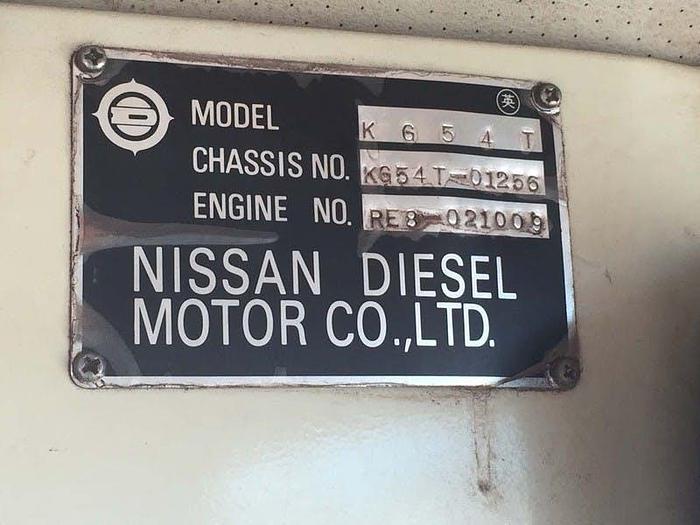 英
MODEL K G 5 4 T
CHASSIS NO. KG54T-01256
ENGINE NO. RE8-021009
NISSAN DIESEL
MOTOR CO.,LTD.